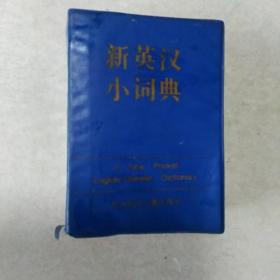 新英汉
小词典
A New Pocket
English-Chinese Dictionary